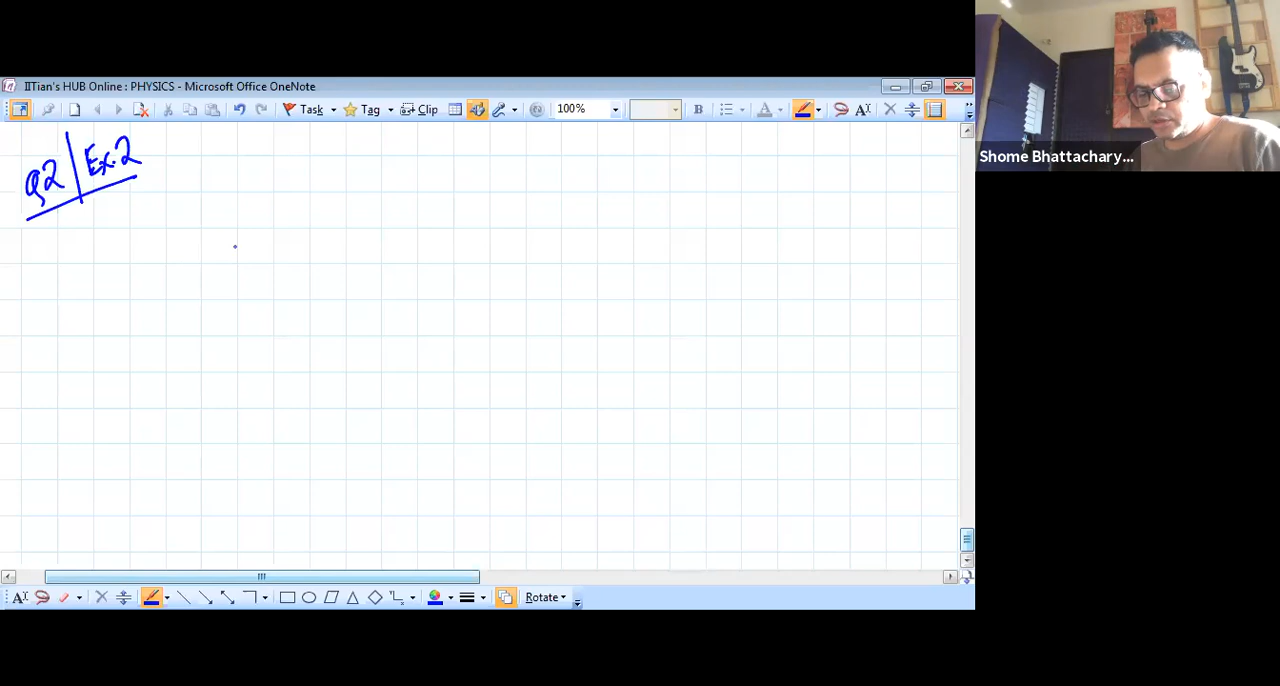 IITian's HUB Online : PHYSICS - Microsoft Office OneNote
Task Tag Clip 100% B A
Q2 Ex.2
Shome Bhattachary...
Rotate